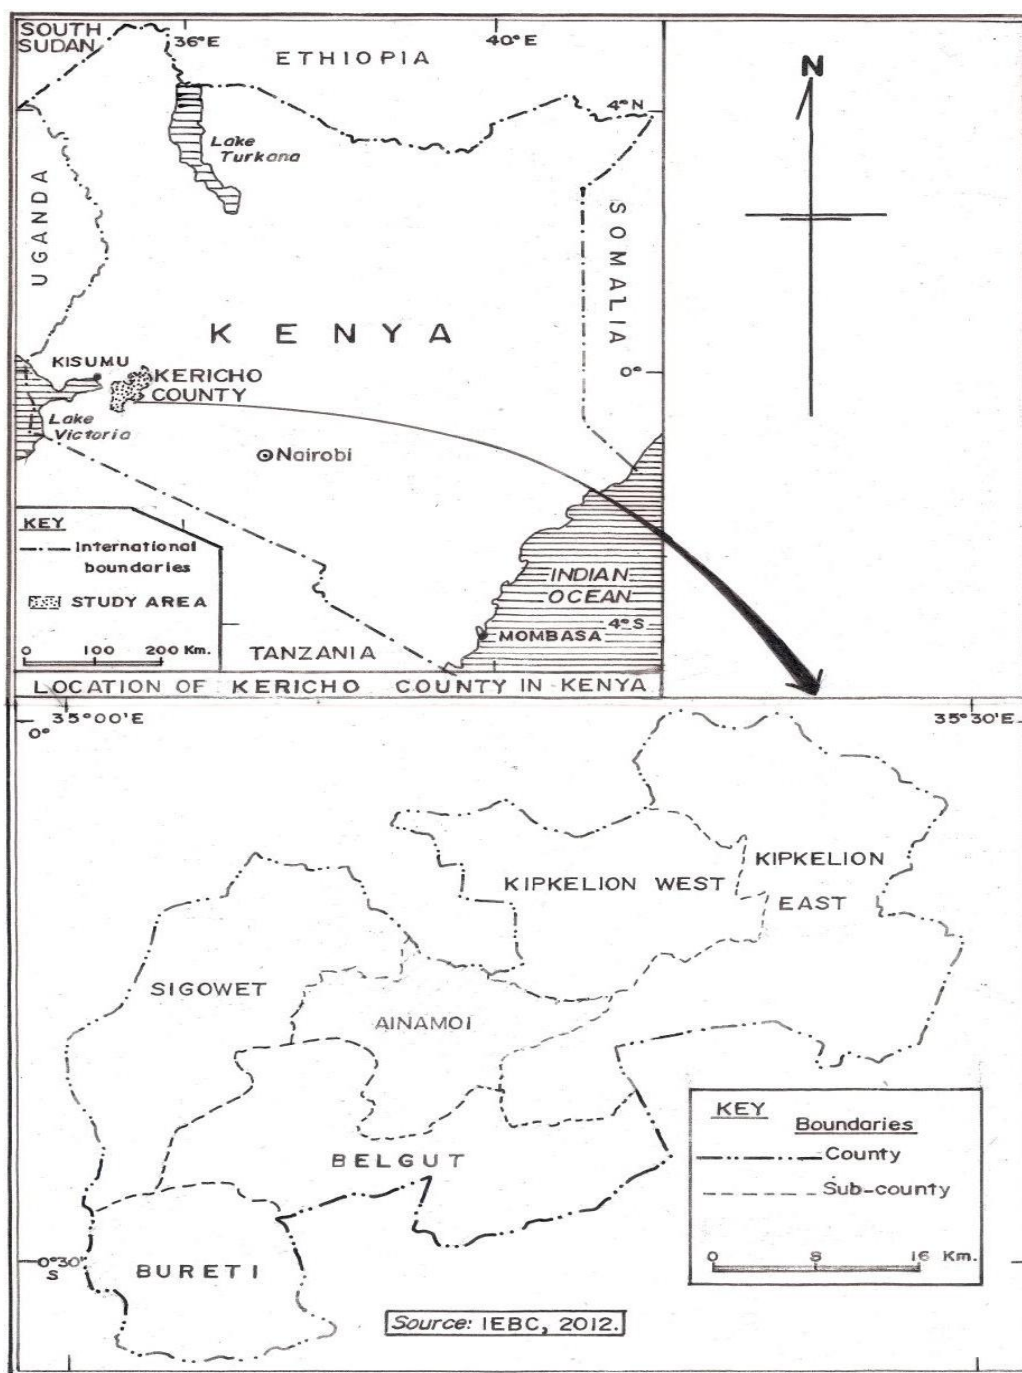 SOUTH
SUDAN
36°E
40°E
ETHIOPIA
N
4°N
Lake
Turkana
UGANDA
SOMALIA
KENYA
KISUMU
KERICHO
COUNTY
0°
Lake
Victoria
Nairobi
KEY
International
boundaries
STUDY AREA
0 100 200 Km.
INDIAN
OCEAN
4°S
MOMBASA
TANZANIA
LOCATION OF KERICHO COUNTY IN KENYA
35°00'E
35°30'E
0°
KIPKELION WEST
KIPKELION
EAST
SIGOWET
AINAMOI
BELGUT
BURETI
0°30'
S
KEY
Boundaries
County
Sub-county
0 8 16 Km.
Source: IEBC, 2012.